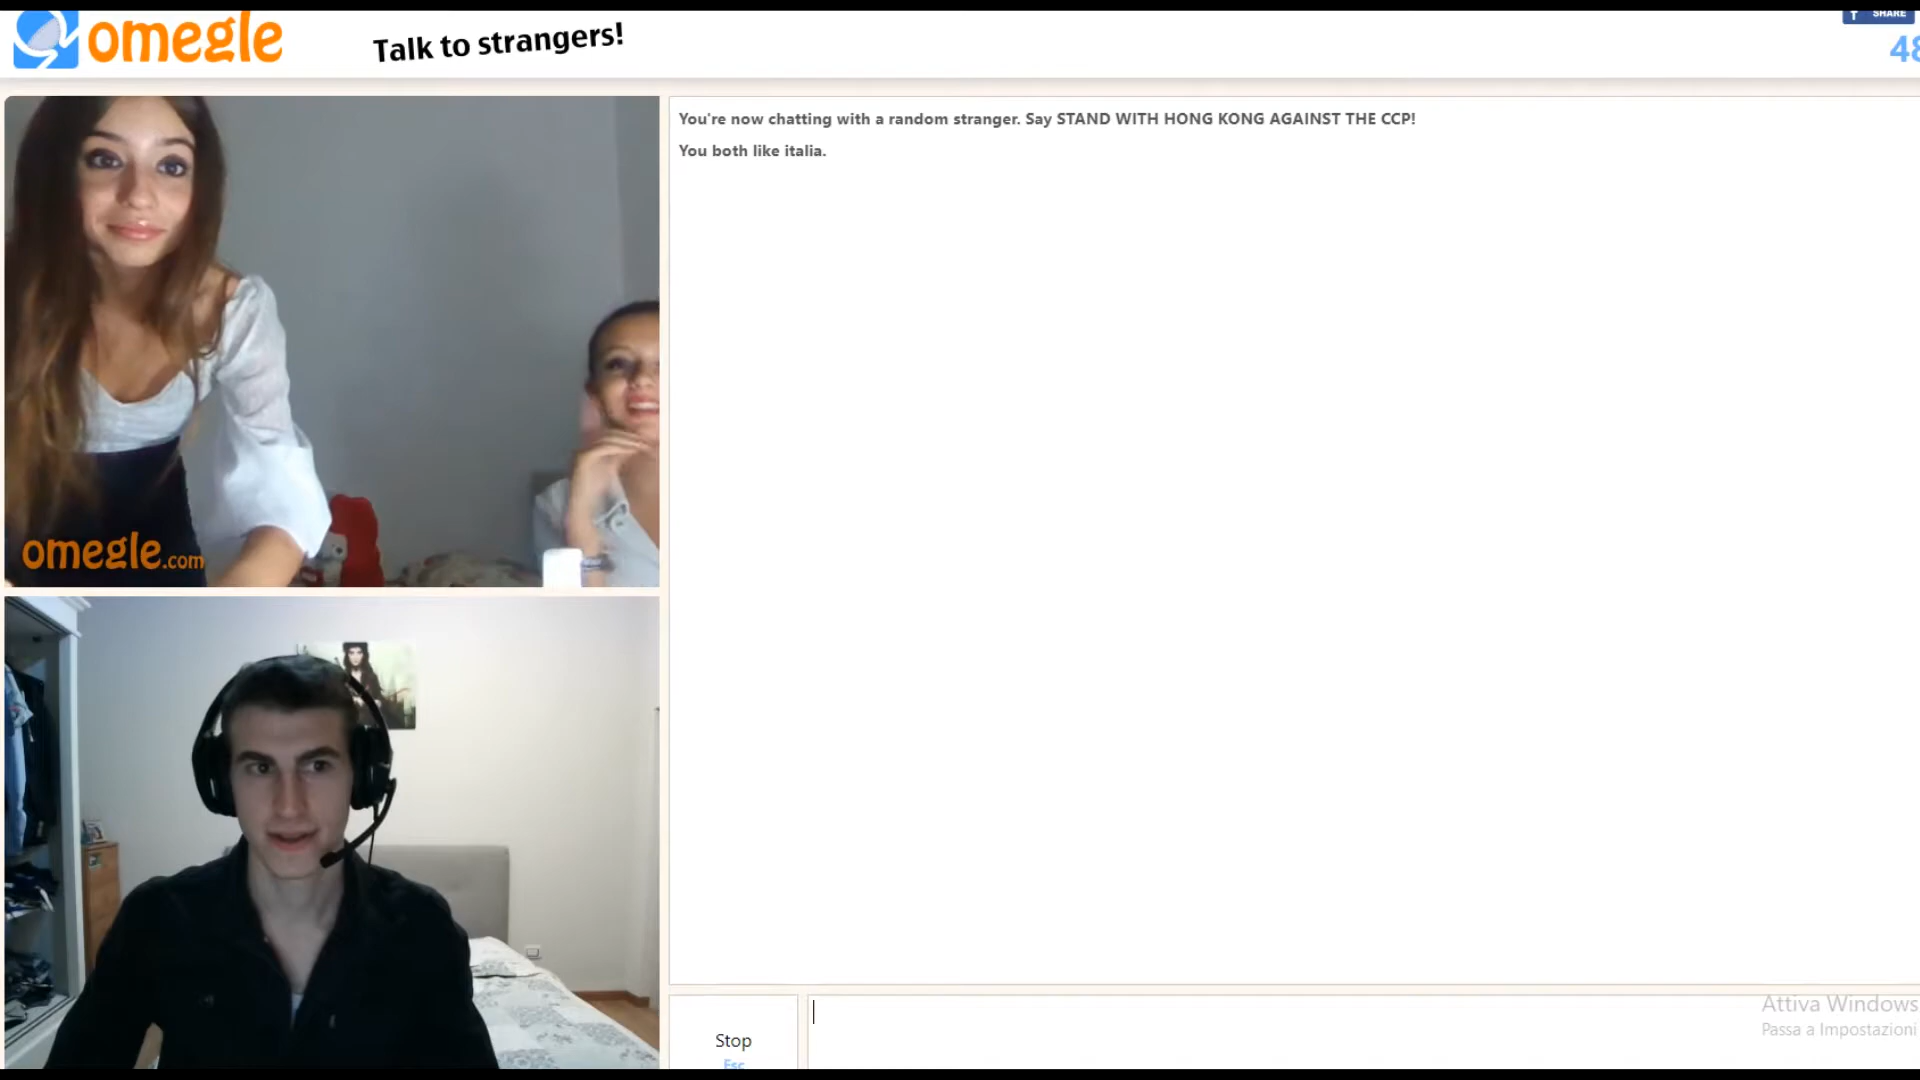 omegle
Talk to strangers!
SHARE
48
You're now chatting with a random stranger. Say STAND WITH HONG KONG AGAINST THE CCP!
You both like italia.
omegle.com
Stop
Esc
Attiva Windows
Passa a Impostazioni